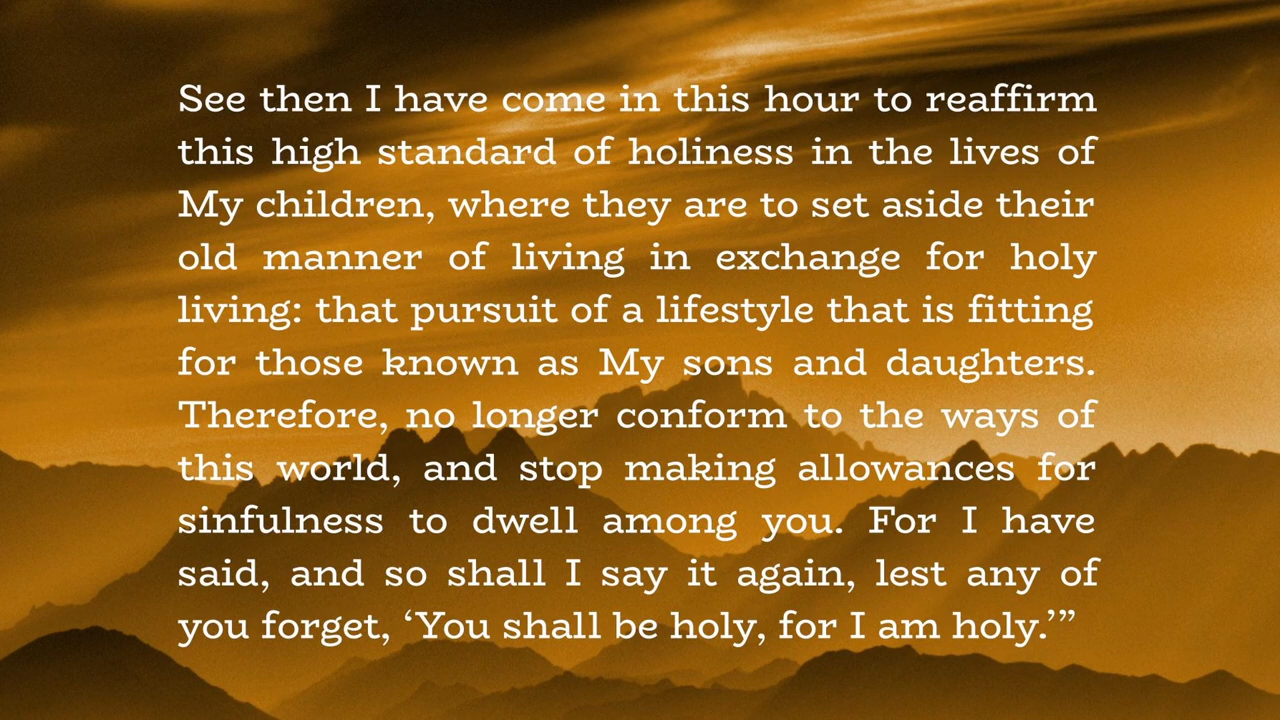 See then I have come in this hour to reaffirm
this high standard of holiness in the lives of
My children, where they are to set aside their
old manner of living in exchange for holy
living: that pursuit of a lifestyle that is fitting
for those known as My sons and daughters.
Therefore, no longer conform to the ways of
this world, and stop making allowances for
sinfulness to dwell among you. For I have
said, and so shall I say it again, lest any of
you forget, ‘You shall be holy, for I am holy.’”